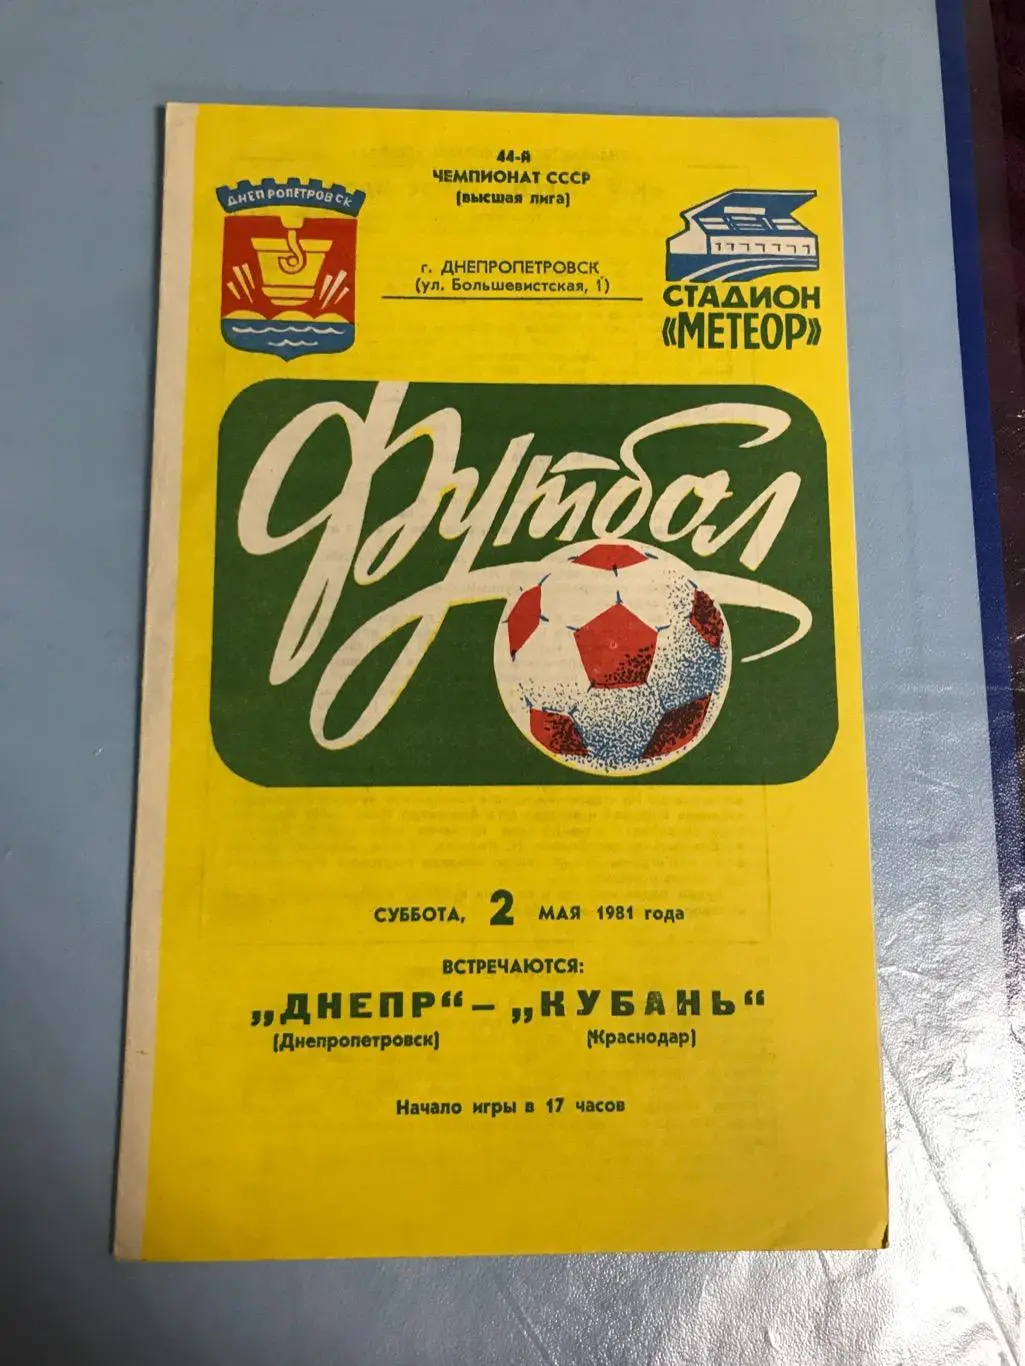 44-й
ЧЕМПИОНАТ СССР
(высшая лига)
ДНЕПРОПЕТРОВСК
г. ДНЕПРОПЕТРОВСК
(ул. Большевистская, 1)
СТАДИОН
«МЕТЕОР»
Футбол
СУББОТА, 2 МАЯ 1981 года
ВСТРЕЧАЮТСЯ:
„ДНЕПР“ – „КУБАНЬ“
(Днепропетровск) (Краснодар)
Начало игры в 17 часов